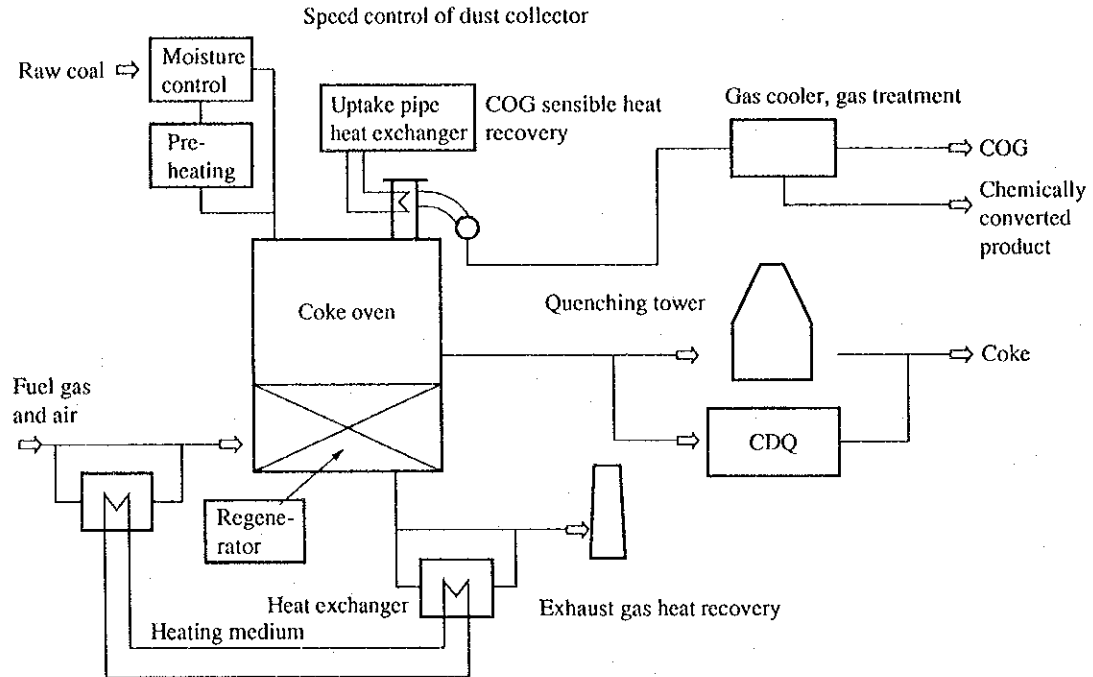 Speed control of dust collector
Raw coal
Moisture
control
Pre-
heating
Uptake pipe
heat exchanger
COG sensible heat
recovery
Gas cooler, gas treatment
COG
Chemically
converted
product
Coke oven
Quenching tower
Coke
Fuel gas
and air
CDQ
Regene-
rator
Heat exchanger
Exhaust gas heat recovery
Heating medium